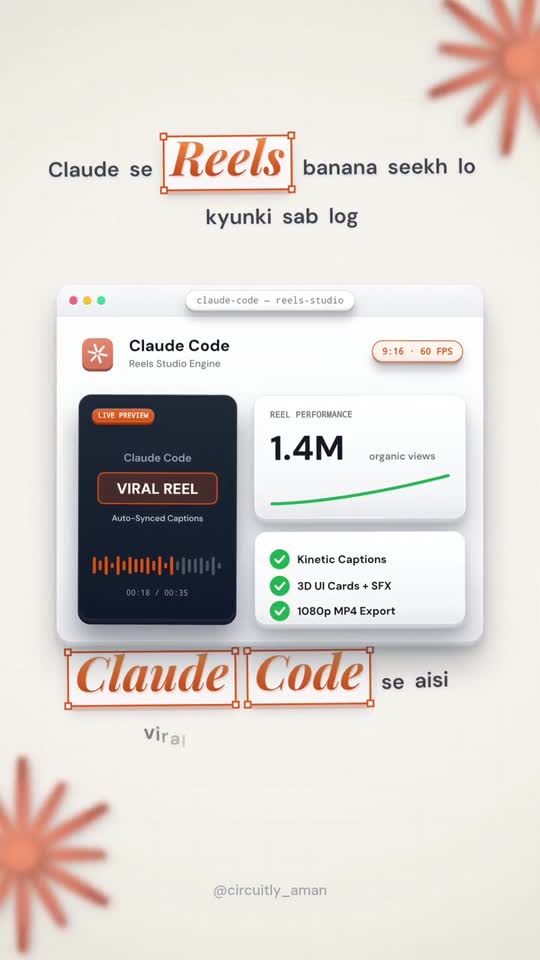 Claude se Reels banana seekh lo
kyunki sab log
claude-code — reels-studio
Claude Code
Reels Studio Engine
9:16 · 60 FPS
LIVE PREVIEW
Claude Code
VIRAL REEL
Auto-Synced Captions
00:18 / 00:35
REEL PERFORMANCE
1.4M organic views
Kinetic Captions
3D UI Cards + SFX
1080p MP4 Export
Claude Code se aisi
viral
@circuitly_aman